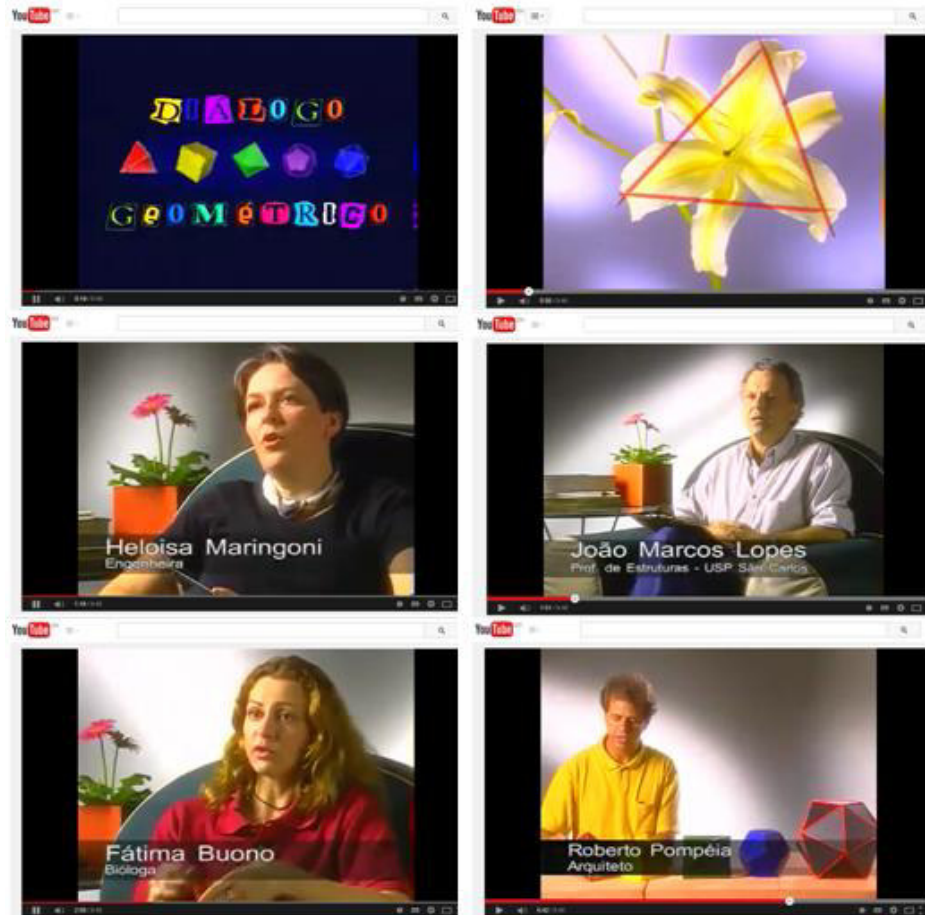 YouTube
YouTube
DIÁLOGO
GeOMéTRICO
YouTube
YouTube
Heloisa Maringoni
Engenheira
João Marcos Lopes
Prof. de Estruturas - USP São Carlos
YouTube
YouTube
Fátima Buono
Bióloga
Roberto Pompéia
Arquiteto